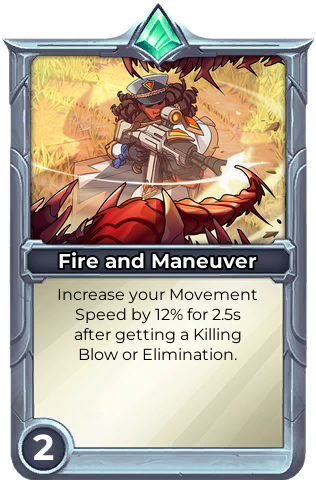 Fire and Maneuver
Increase your Movement
Speed by 12% for 2.5s
after getting a Killing
Blow or Elimination.
2